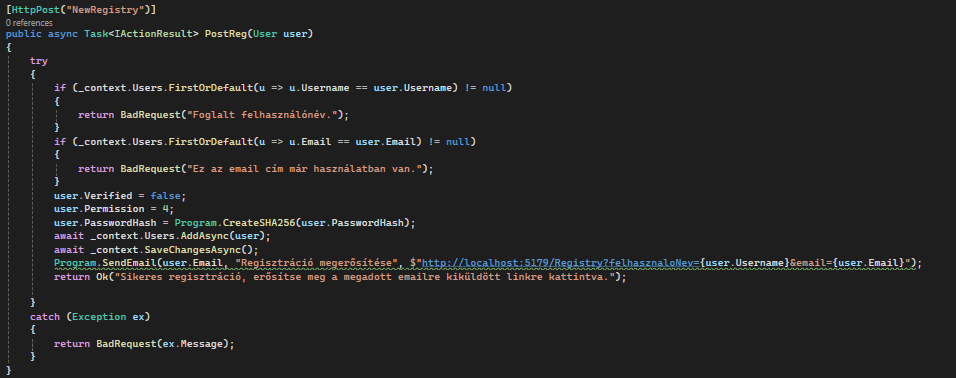 [HttpPost("NewRegistry")]
0 references
public async Task<IActionResult> PostReg(User user)
{
try
{
if (_context.Users.FirstOrDefault(u => u.Username == user.Username) != null)
{
return BadRequest("Foglalt felhasználónév.");
}
if (_context.Users.FirstOrDefault(u => u.Email == user.Email) != null)
{
return BadRequest("Ez az email cím már használatban van.");
}
user.Verified = false;
user.Permission = 4;
user.PasswordHash = Program.CreateSHA256(user.PasswordHash);
await _context.Users.AddAsync(user);
await _context.SaveChangesAsync();
Program.SendEmail(user.Email, "Regisztráció megerősítése", $"http://localhost:5179/Registry?felhasznaloNev={user.Username}&email={user.Email}");
return Ok("Sikeres regisztráció, erősítse meg a megadott emailre kiküldött linkre kattintva.");
}
catch (Exception ex)
{
return BadRequest(ex.Message);
}
}